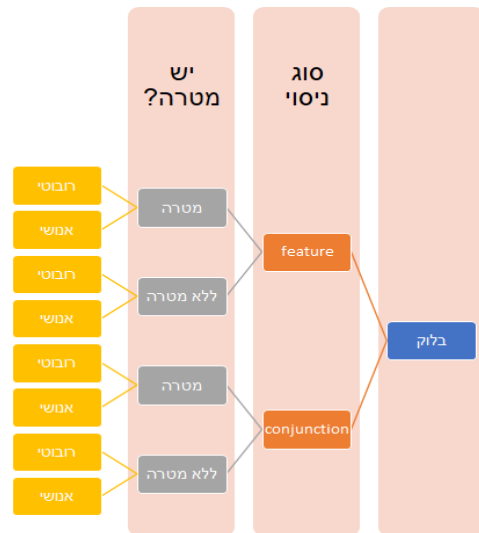 סוג
ניסוי
יש
מטרה?
בלוק
feature
מטרה
רובוטי
אנושי
ללא מטרה
רובוטי
אנושי
conjunction
מטרה
רובוטי
אנושי
ללא מטרה
רובוטי
אנושי